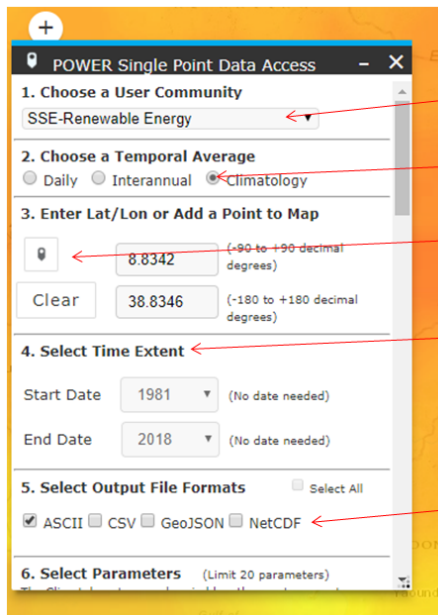 POWER Single Point Data Access
1. Choose a User Community
SSE-Renewable Energy
2. Choose a Temporal Average
Daily Interannual Climatology
3. Enter Lat/Lon or Add a Point to Map
8.8342 (-90 to +90 decimal degrees)
Clear 38.8346 (-180 to +180 decimal degrees)
4. Select Time Extent
Start Date 1981 (No date needed)
End Date 2018 (No date needed)
5. Select Output File Formats Select All
ASCII CSV GeoJSON NetCDF
6. Select Parameters (Limit 20 parameters)